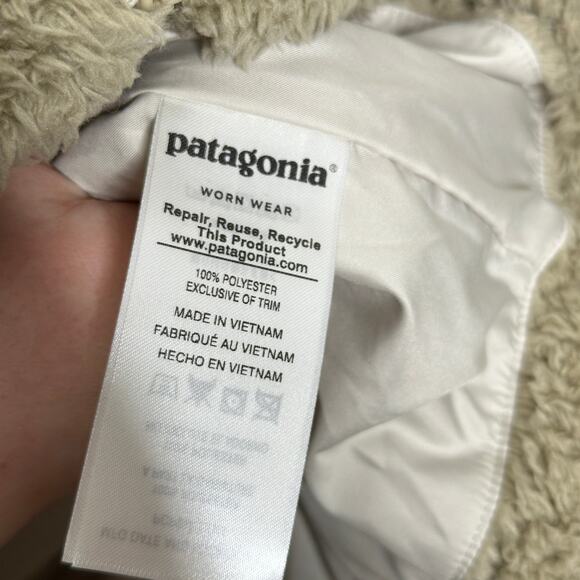 patagonia®
WORN WEAR
Repair, Reuse, Recycle
This Product
www.patagonia.com
100% POLYESTER
EXCLUSIVE OF TRIM
MADE IN VIETNAM
FABRIQUÉ AU VIETNAM
HECHO EN VIETNAM